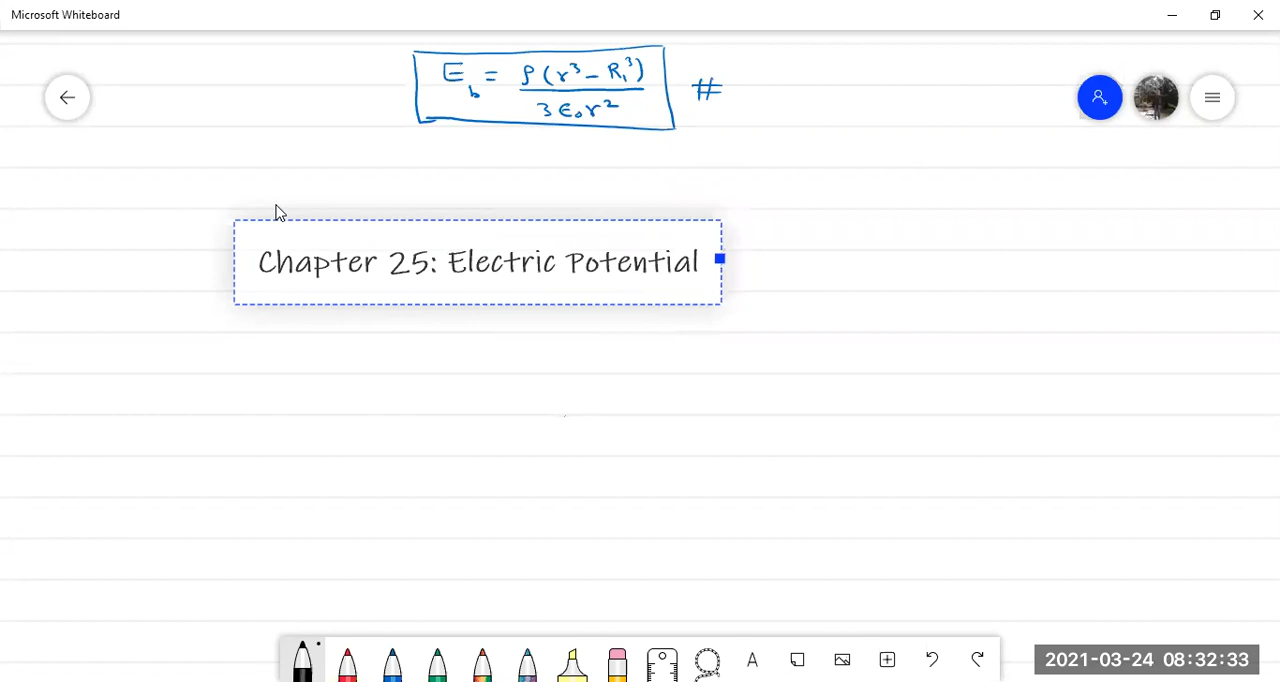 Microsoft Whiteboard
E_b = ρ(r³ - R₁³) / 3ϵ₀r² #
Chapter 25: Electric Potential
A
2021-03-24 08:32:33